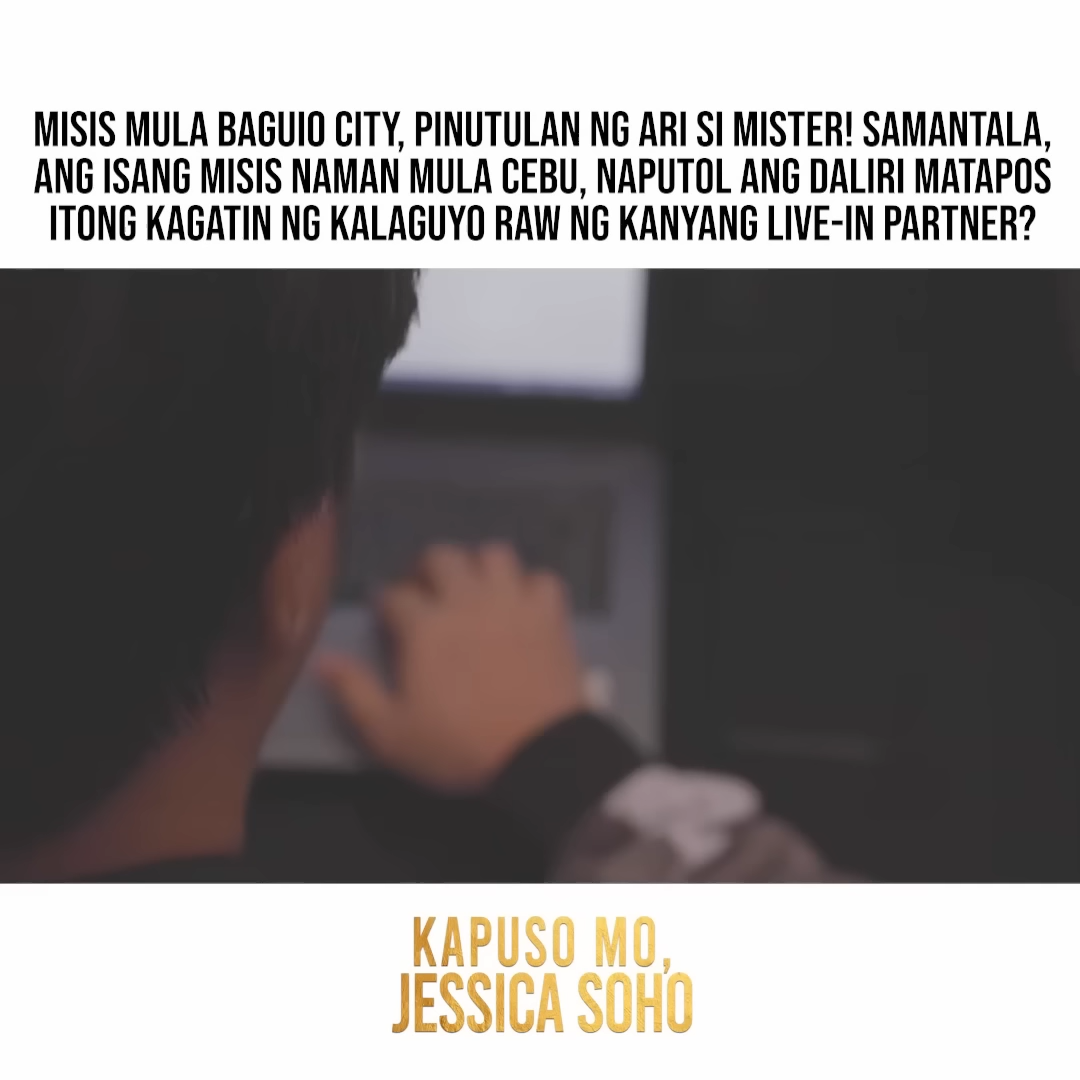 MISIS MULA BAGUIO CITY, PINUTULAN NG ARI SI MISTER! SAMANTALA,
ANG ISANG MISIS NAMAN MULA CEBU, NAPUTOL ANG DALIRI MATAPOS
ITONG KAGATIN NG KALAGUYO RAW NG KANYANG LIVE-IN PARTNER?
KAPUSO MO,
JESSICA SOHO